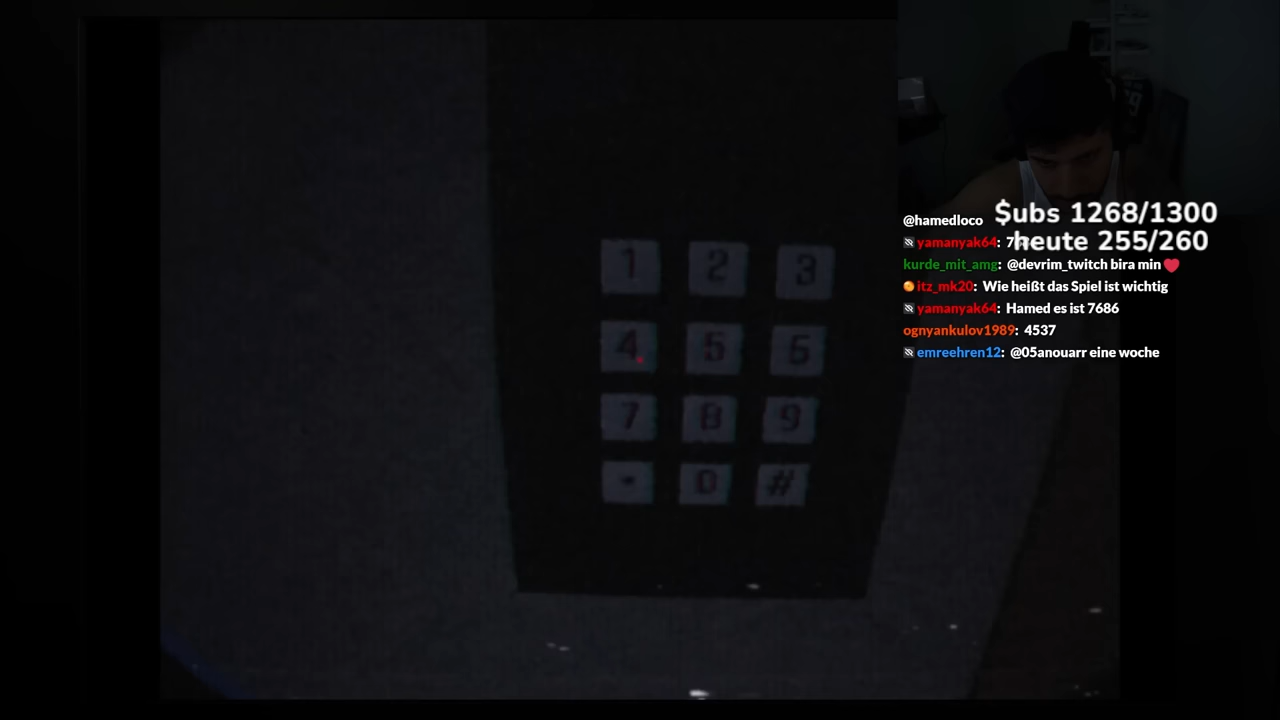 1 2 3
4 5 6
7 8 9
0 #
$ubs 1268/1300
heute 255/260
@hamedloco
yamanyak64: 7
kurde_mit_amg: @devrim_twitch bira min
itz_mk20: Wie heißt das Spiel ist wichtig
yamanyak64: Hamed es ist 7686
ognyankulov1989: 4537
emreehren12: @05anouarr eine woche